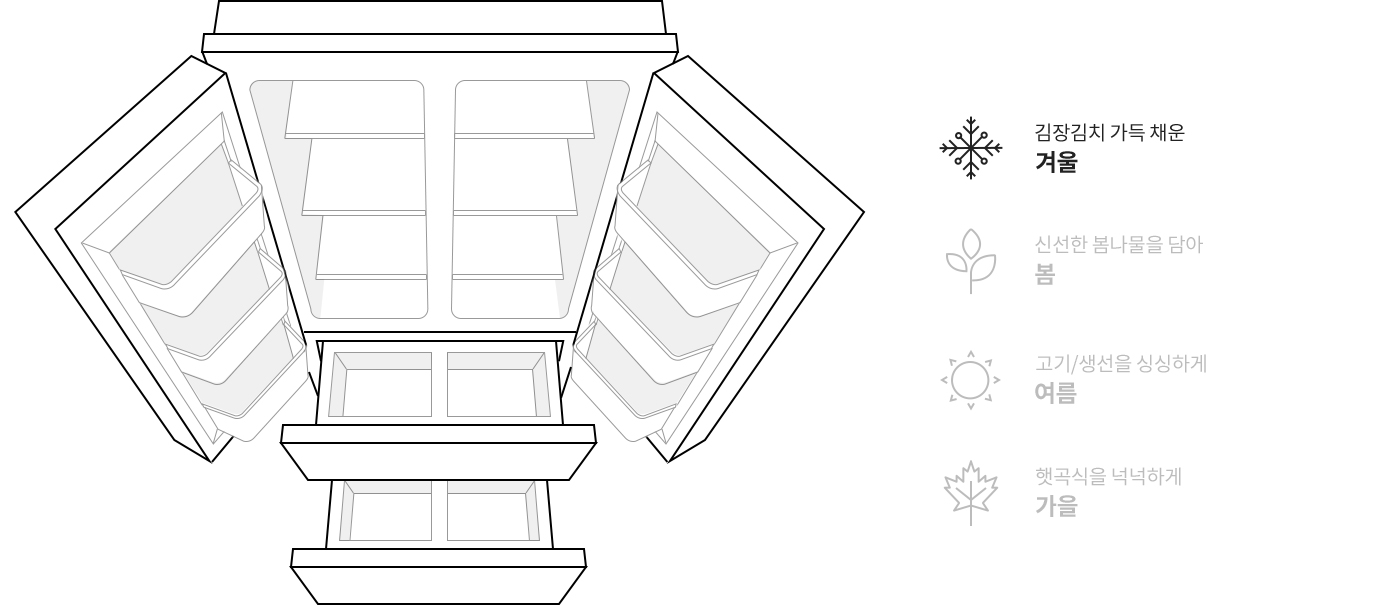 김장김치 가득 채운
겨울
신선한 봄나물을 담아
봄
고기/생선을 싱싱하게
여름
햇곡식을 넉넉하게
가을